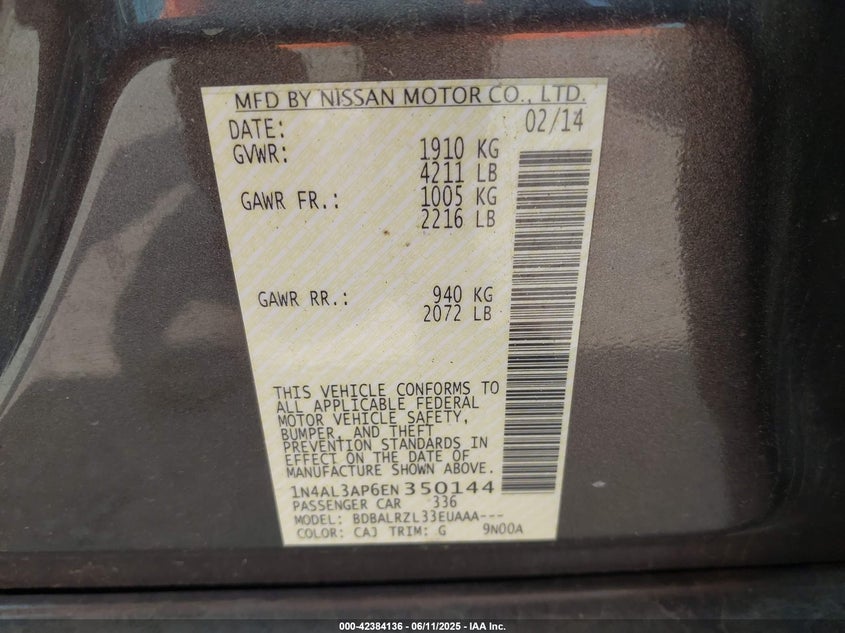 MFD BY NISSAN MOTOR CO., LTD.
DATE: 02/14
GVWR: 1910 KG
4211 LB
GAWR FR.: 1005 KG
2216 LB
GAWR RR.: 940 KG
2072 LB
THIS VEHICLE CONFORMS TO
ALL APPLICABLE FEDERAL
MOTOR VEHICLE SAFETY,
BUMPER, AND THEFT
PREVENTION STANDARDS IN
EFFECT ON THE DATE OF
MANUFACTURE SHOWN ABOVE.
1N4AL3AP6EN350144
PASSENGER CAR 336
MODEL: BDBALRZL33EUAAA---
COLOR: CAJ TRIM: G 9N00A
000-42384136 - 06/11/2025 - IAA Inc.